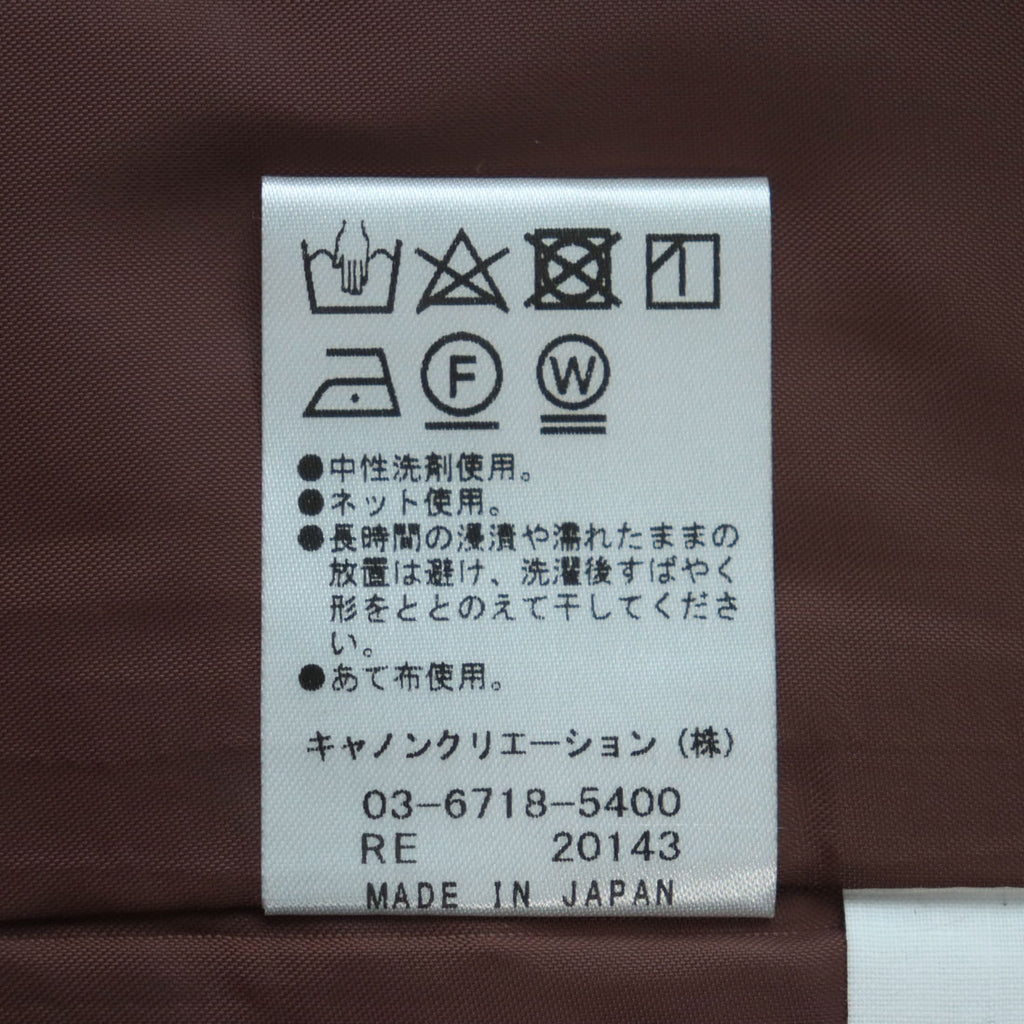 F W
●中性洗剤使用。
●ネット使用。
●長時間の浸漬や濡れたままの
放置は避け、洗濯後すばやく
形をととのえて干してくださ
い。
●あて布使用。
キャノンクリエーション（株）
03-6718-5400
RE 20143
MADE IN JAPAN